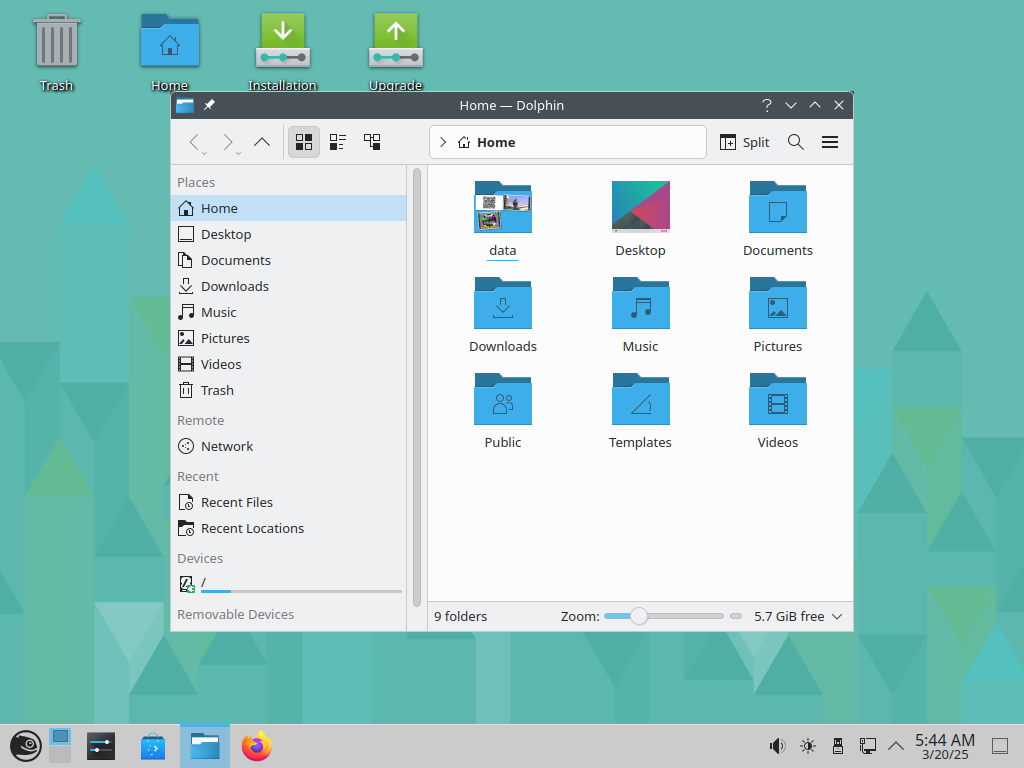 Trash
Home
Installation
Upgrade
Home — Dolphin
Home
Split
Places
Home
Desktop
Documents
Downloads
Music
Pictures
Videos
Trash
Remote
Network
Recent
Recent Files
Recent Locations
Devices
/
Removable Devices
data
Desktop
Documents
Downloads
Music
Pictures
Public
Templates
Videos
9 folders
Zoom:
5.7 GiB free
5:44 AM
3/20/25